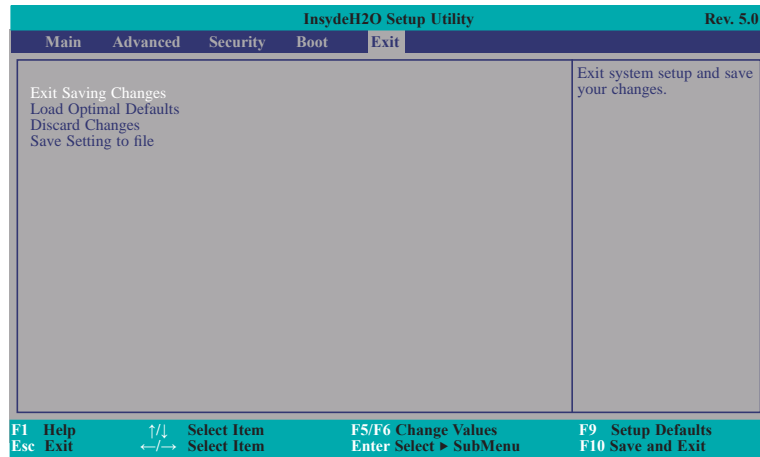 InsydeH2O Setup Utility Rev. 5.0
Main Advanced Security Boot Exit
Exit Saving Changes
Load Optimal Defaults
Discard Changes
Save Setting to file
Exit system setup and save
your changes.
F1 Help ↑/↓ Select Item F5/F6 Change Values F9 Setup Defaults
Esc Exit ←/→ Select Item Enter Select ► SubMenu F10 Save and Exit